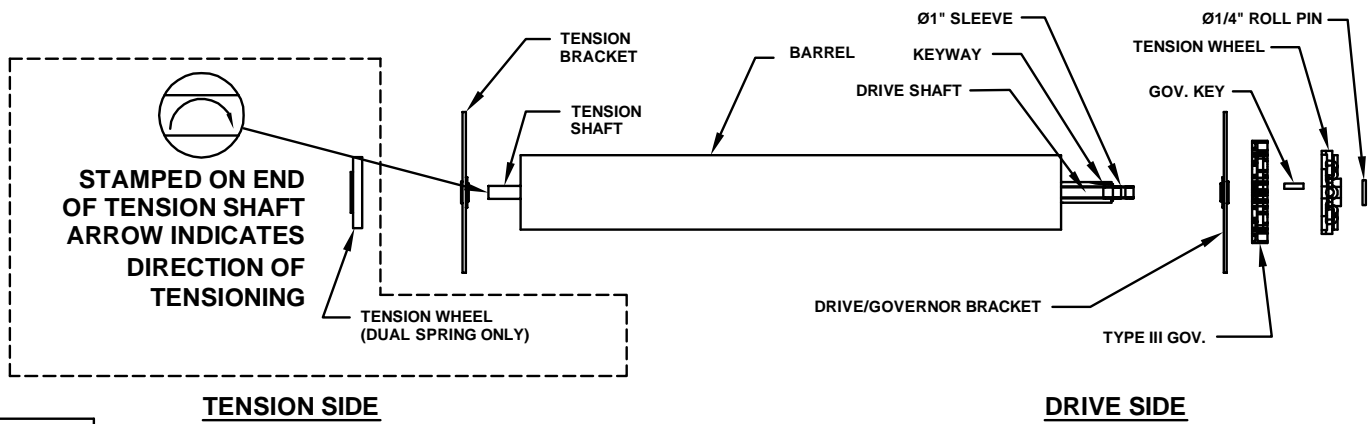 TENSION
BRACKET
TENSION
SHAFT
STAMPED ON END
OF TENSION SHAFT
ARROW INDICATES
DIRECTION OF
TENSIONING
TENSION WHEEL
(DUAL SPRING ONLY)
TENSION SIDE
BARREL
Ø1" SLEEVE
KEYWAY
DRIVE SHAFT
Ø1/4" ROLL PIN
TENSION WHEEL
GOV. KEY
DRIVE/GOVERNOR BRACKET
TYPE III GOV.
DRIVE SIDE